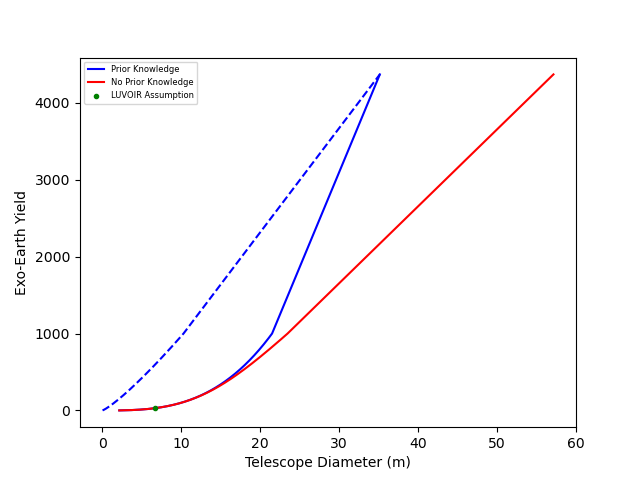 Prior Knowledge
No Prior Knowledge
LUVOIR Assumption
4000
3000
2000
1000
0
Exo-Earth Yield
0 10 20 30 40 50 60
Telescope Diameter (m)